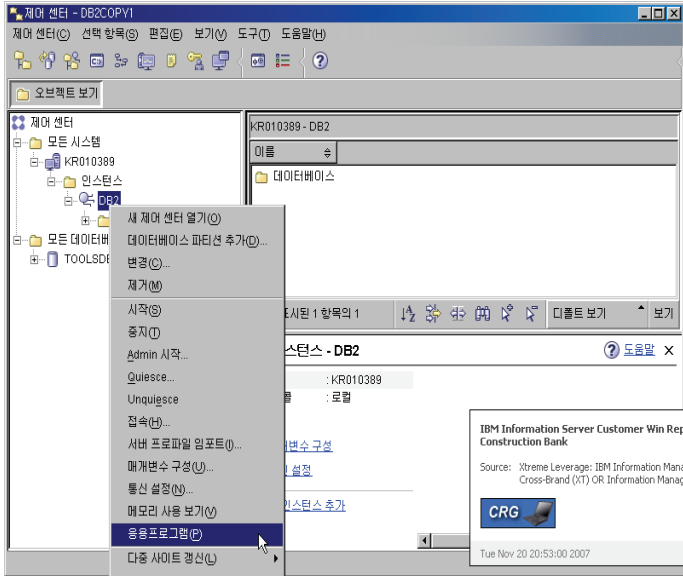 제어 센터 - DB2COPY1
제어 센터(C) 선택 항목(S) 편집(E) 보기(V) 도구(T) 도움말(H)
오브젝트 보기
제어 센터
모든 시스템
KR010389
인스턴스
DB2
모든 데이터베
TOOLSDE
KR010389 - DB2
이름
데이터베이스
새 제어 센터 열기(O)
데이터베이스 파티션 추가(D)...
변경(C)...
제거(M)
시작(S)
중지(T)
Admin 시작...
Quiesce...
Unquiesce
접속(H)...
서버 프로파일 임포트(I)...
매개변수 구성(U)...
통신 설정(N)...
메모리 사용 보기(V)
응용프로그램(P)
다중 사이트 갱신(L)
표시된 1 항목의 1
디폴트 보기
보기
스턴스 - DB2
도움말
: KR010389
: 로컬
개변수 구성
설정
인스턴스 추가
IBM Information Server Customer Win Rep
Construction Bank
Source: Xtreme Leverage: IBM Information Mana
Cross-Brand (XT) OR Information Manag
CRG
Tue Nov 20 20:53:00 2007